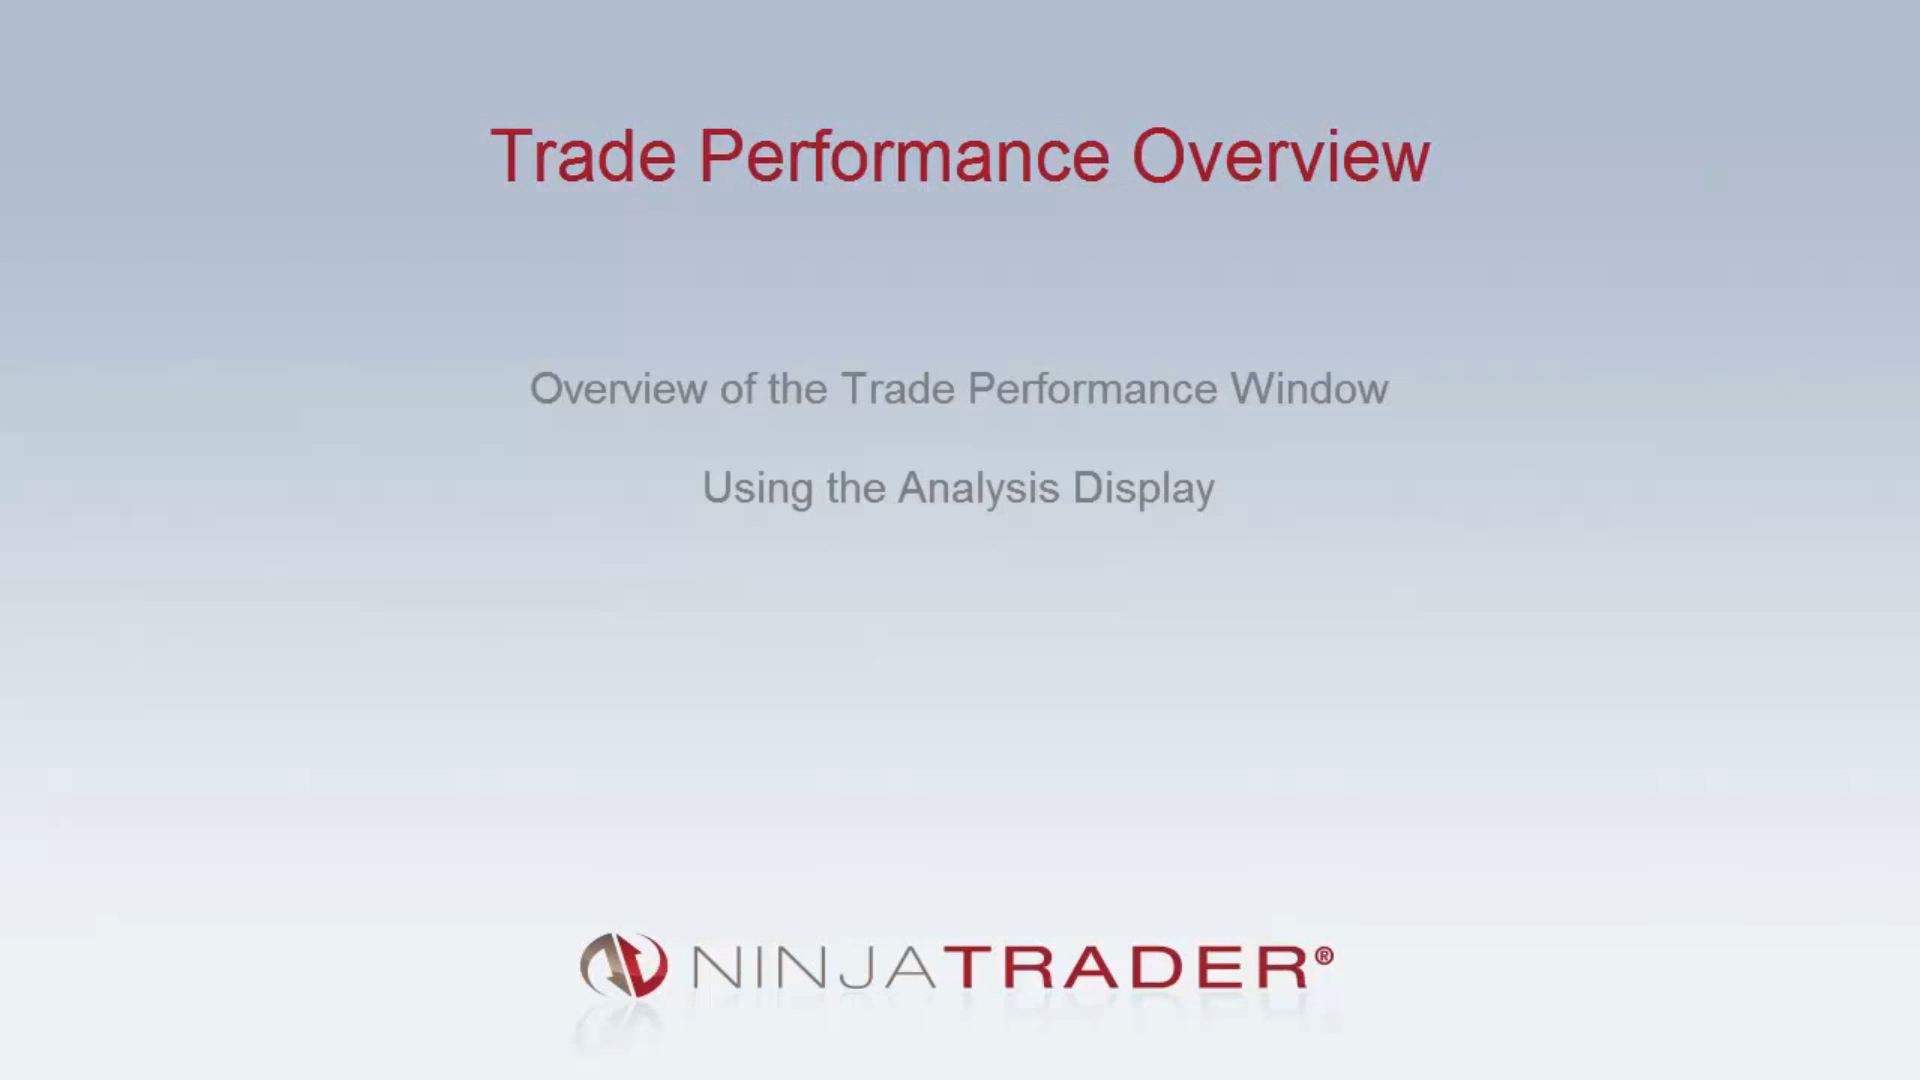 Trade Performance Overview
Overview of the Trade Performance Window
Using the Analysis Display
NINJATRADER®